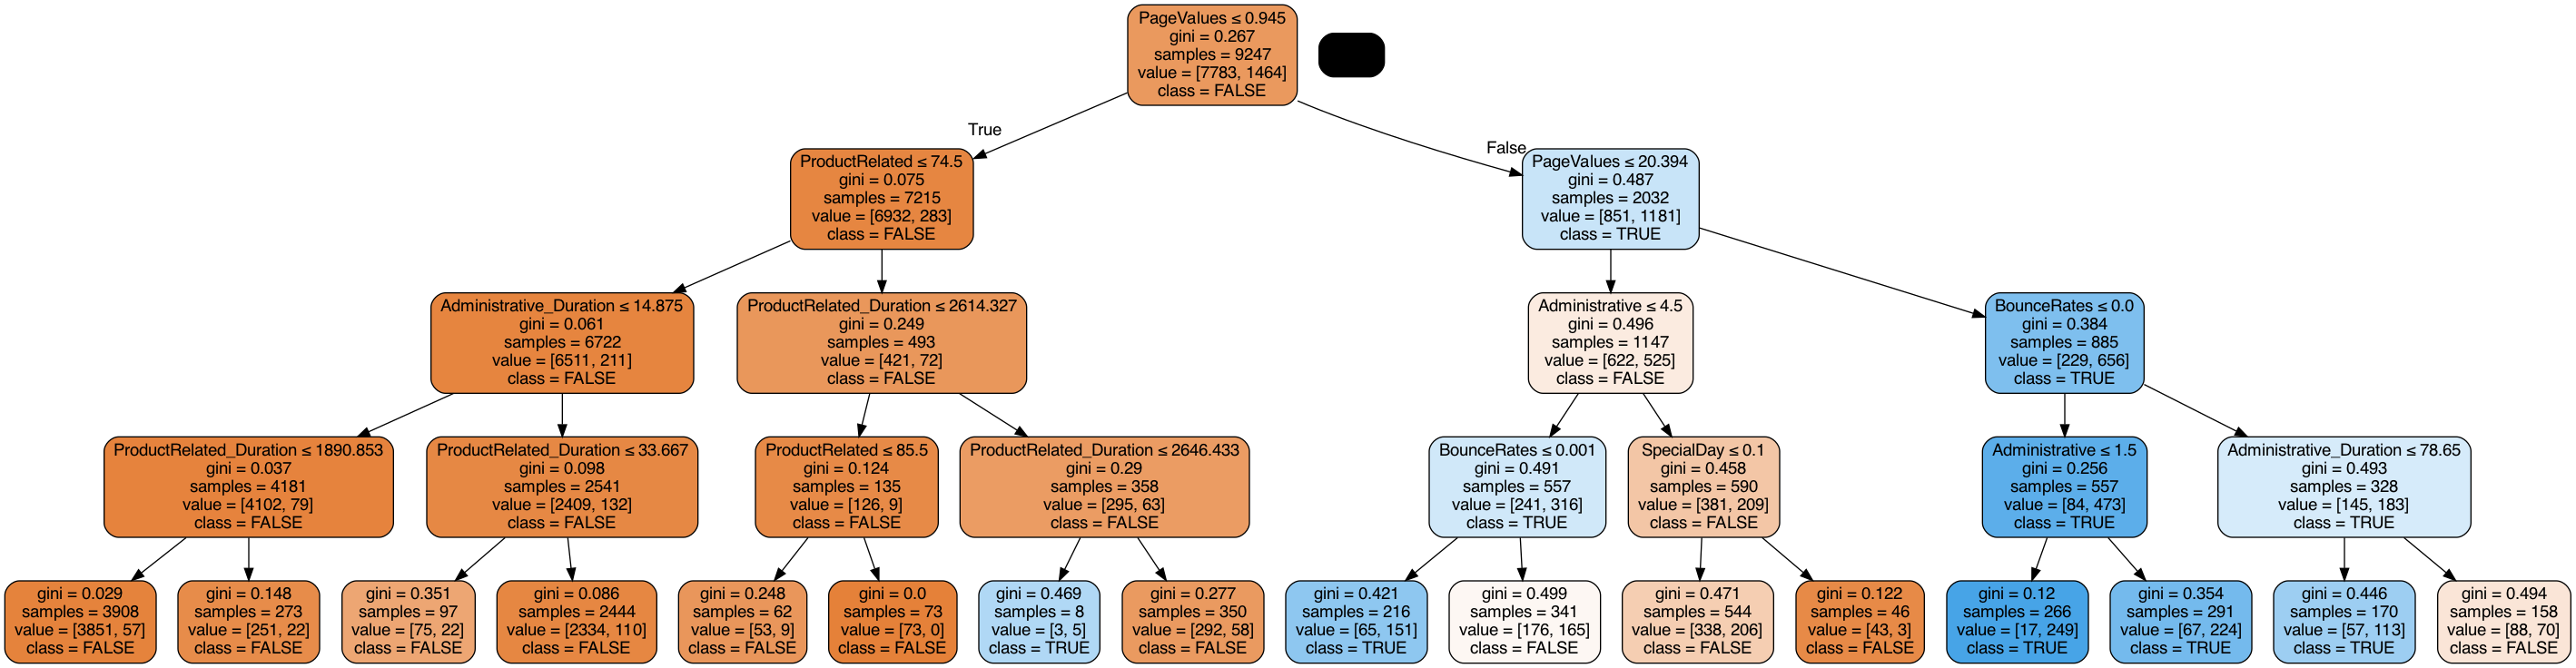 PageValues ≤ 0.945
gini = 0.267
samples = 9247
value = [7783, 1464]
class = FALSE
True
False
ProductRelated ≤ 74.5
gini = 0.075
samples = 7215
value = [6932, 283]
class = FALSE
PageValues ≤ 20.394
gini = 0.487
samples = 2032
value = [851, 1181]
class = TRUE
Administrative_Duration ≤ 14.875
gini = 0.061
samples = 6722
value = [6511, 211]
class = FALSE
ProductRelated_Duration ≤ 2614.327
gini = 0.249
samples = 493
value = [421, 72]
class = FALSE
Administrative ≤ 4.5
gini = 0.496
samples = 1147
value = [622, 525]
class = FALSE
BounceRates ≤ 0.0
gini = 0.384
samples = 885
value = [229, 656]
class = TRUE
ProductRelated_Duration ≤ 1890.853
gini = 0.037
samples = 4181
value = [4102, 79]
class = FALSE
ProductRelated_Duration ≤ 33.667
gini = 0.098
samples = 2541
value = [2409, 132]
class = FALSE
ProductRelated ≤ 85.5
gini = 0.124
samples = 135
value = [126, 9]
class = FALSE
ProductRelated_Duration ≤ 2646.433
gini = 0.29
samples = 358
value = [295, 63]
class = FALSE
BounceRates ≤ 0.001
gini = 0.491
samples = 557
value = [241, 316]
class = TRUE
SpecialDay ≤ 0.1
gini = 0.458
samples = 590
value = [381, 209]
class = FALSE
Administrative ≤ 1.5
gini = 0.256
samples = 557
value = [84, 473]
class = TRUE
Administrative_Duration ≤ 78.65
gini = 0.493
samples = 328
value = [145, 183]
class = TRUE
gini = 0.029
samples = 3908
value = [3851, 57]
class = FALSE
gini = 0.148
samples = 273
value = [251, 22]
class = FALSE
gini = 0.351
samples = 97
value = [75, 22]
class = FALSE
gini = 0.086
samples = 2444
value = [2334, 110]
class = FALSE
gini = 0.248
samples = 62
value = [53, 9]
class = FALSE
gini = 0.0
samples = 73
value = [73, 0]
class = FALSE
gini = 0.469
samples = 8
value = [3, 5]
class = TRUE
gini = 0.277
samples = 350
value = [292, 58]
class = FALSE
gini = 0.421
samples = 216
value = [65, 151]
class = TRUE
gini = 0.499
samples = 341
value = [176, 165]
class = FALSE
gini = 0.471
samples = 544
value = [338, 206]
class = FALSE
gini = 0.122
samples = 46
value = [43, 3]
class = FALSE
gini = 0.12
samples = 266
value = [17, 249]
class = TRUE
gini = 0.354
samples = 291
value = [67, 224]
class = TRUE
gini = 0.446
samples = 170
value = [57, 113]
class = TRUE
gini = 0.494
samples = 158
value = [88, 70]
class = FALSE